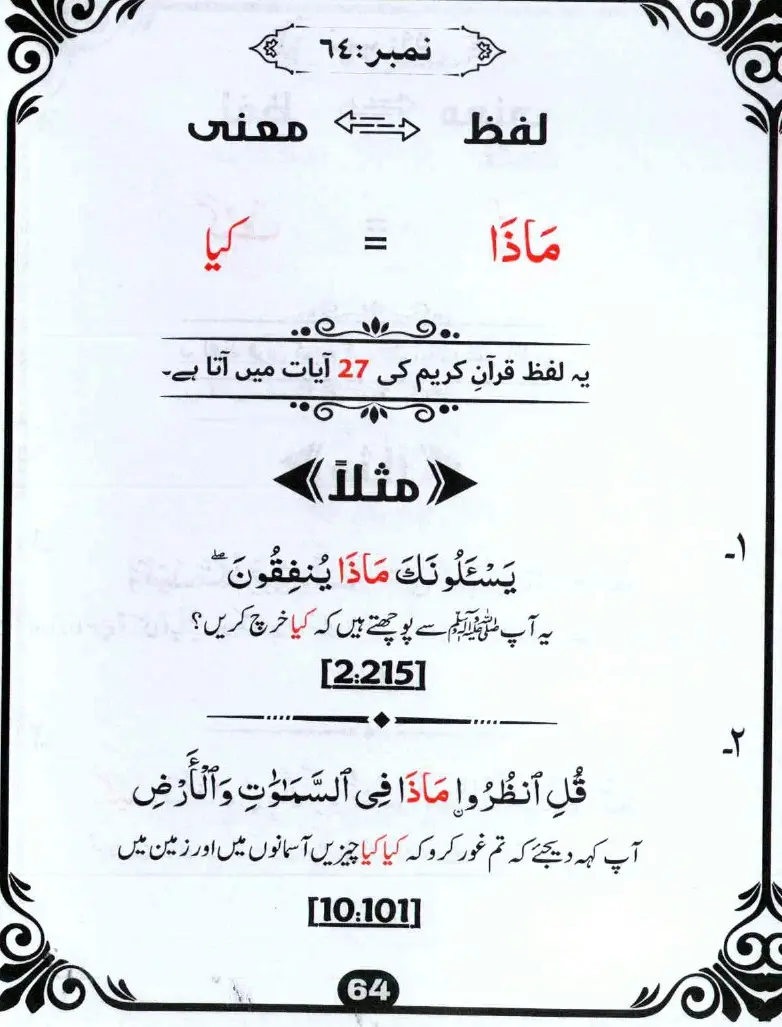 نمبر:٦٤
لفظ ⇐⇒ معنی
مَاذَا = کیا
یہ لفظ قرآنِ کریم کی 27 آیات میں آتا ہے۔
مثلاً
١۔
يَسْـَٔلُونَكَ مَاذَا يُنفِقُونَ ۖ
یہ آپ ﷺ سے پوچھتے ہیں کہ کیا خرچ کریں؟
[2:215]
٢۔
قُلِ ٱنظُرُوا۟ مَاذَا فِى ٱلسَّمَـٰوَٰتِ وَٱلْأَرْضِ
آپ کہہ دیجئے کہ تم غور کرو کہ کیا کیا چیزیں آسمانوں میں اور زمین میں
[10:101]
64